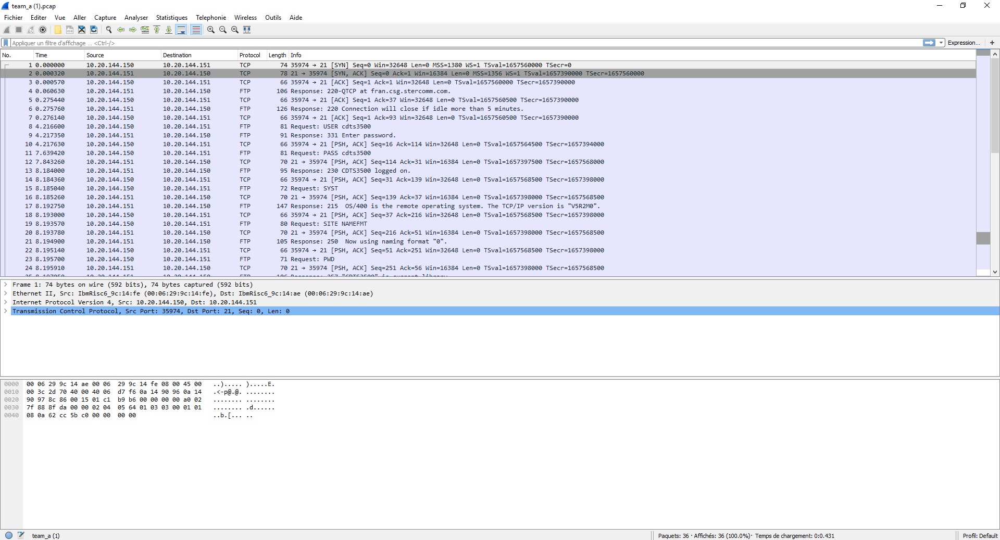 team_a (1).pcap
Fichier Editer Vue Aller Capture Analyser Statistiques Telephonie Wireless Outils Aide
Appliquer un filtre d'affichage ... <Ctrl-/> Expression... +
No. Time Source Destination Protocol Length Info
1 0.000000 10.20.144.150 10.20.144.151 TCP 74 35974 → 21 [SYN] Seq=0 Win=32648 Len=0 MSS=1380 WS=1 TSval=1657560000 TSecr=0
2 0.000320 10.20.144.151 10.20.144.150 TCP 78 21 → 35974 [SYN, ACK] Seq=0 Ack=1 Win=16384 Len=0 MSS=1356 WS=1 TSval=1657390000 TSecr=1657560000
3 0.000570 10.20.144.150 10.20.144.151 TCP 66 35974 → 21 [ACK] Seq=1 Ack=1 Win=32648 Len=0 TSval=1657560000 TSecr=1657390000
4 0.060630 10.20.144.151 10.20.144.150 FTP 106 Response: 220-QTCP at fran.csg.stercomm.com.
5 0.275440 10.20.144.150 10.20.144.151 TCP 66 35974 → 21 [ACK] Seq=1 Ack=37 Win=32648 Len=0 TSval=1657560500 TSecr=1657390000
6 0.275760 10.20.144.151 10.20.144.150 FTP 126 Response: 220 Connection will close if idle more than 5 minutes.
7 0.276140 10.20.144.150 10.20.144.151 TCP 66 35974 → 21 [ACK] Seq=1 Ack=93 Win=32648 Len=0 TSval=1657560500 TSecr=1657390000
8 4.216600 10.20.144.150 10.20.144.151 FTP 81 Request: USER cdts3500
9 4.217350 10.20.144.151 10.20.144.150 FTP 91 Response: 331 Enter password.
10 4.217630 10.20.144.150 10.20.144.151 TCP 66 35974 → 21 [PSH, ACK] Seq=16 Ack=114 Win=32648 Len=0 TSval=1657564500 TSecr=1657394000
11 7.639420 10.20.144.150 10.20.144.151 FTP 81 Request: PASS cdts3500
12 7.843260 10.20.144.151 10.20.144.150 TCP 70 21 → 35974 [PSH, ACK] Seq=114 Ack=31 Win=16384 Len=0 TSval=1657397500 TSecr=1657568000
13 8.184000 10.20.144.151 10.20.144.150 FTP 95 Response: 230 CDTS3500 logged on.
14 8.184360 10.20.144.150 10.20.144.151 TCP 66 35974 → 21 [PSH, ACK] Seq=31 Ack=139 Win=32648 Len=0 TSval=1657568500 TSecr=1657398000
15 8.185040 10.20.144.150 10.20.144.151 FTP 72 Request: SYST
16 8.185260 10.20.144.151 10.20.144.150 TCP 70 21 → 35974 [PSH, ACK] Seq=139 Ack=37 Win=16384 Len=0 TSval=1657398000 TSecr=1657568500
17 8.192750 10.20.144.151 10.20.144.150 FTP 147 Response: 215  OS/400 is the remote operating system. The TCP/IP version is "V5R2M0".
18 8.193000 10.20.144.150 10.20.144.151 TCP 66 35974 → 21 [PSH, ACK] Seq=37 Ack=216 Win=32648 Len=0 TSval=1657568500 TSecr=1657398000
19 8.193570 10.20.144.150 10.20.144.151 FTP 80 Request: SITE NAMEFMT
20 8.193780 10.20.144.151 10.20.144.150 TCP 70 21 → 35974 [PSH, ACK] Seq=216 Ack=51 Win=16384 Len=0 TSval=1657398000 TSecr=1657568500
21 8.194900 10.20.144.151 10.20.144.150 FTP 105 Response: 250  Now using naming format "0".
22 8.195140 10.20.144.150 10.20.144.151 TCP 66 35974 → 21 [PSH, ACK] Seq=51 Ack=251 Win=32648 Len=0 TSval=1657568500 TSecr=1657398000
23 8.195700 10.20.144.150 10.20.144.151 FTP 71 Request: PWD
24 8.195910 10.20.144.151 10.20.144.150 TCP 70 21 → 35974 [PSH, ACK] Seq=251 Ack=56 Win=16384 Len=0 TSval=1657398000 TSecr=1657568500
Frame 1: 74 bytes on wire (592 bits), 74 bytes captured (592 bits)
Ethernet II, Src: IbmRisc6_9c:14:fe (00:06:29:9c:14:fe), Dst: IbmRisc6_9c:14:ae (00:06:29:9c:14:ae)
Internet Protocol Version 4, Src: 10.20.144.150, Dst: 10.20.144.151
Transmission Control Protocol, Src Port: 35974, Dst Port: 21, Seq: 0, Len: 0
0000 00 06 29 9c 14 ae 00 06 29 9c 14 fe 08 00 45 00 ..)..... ).....E.
0010 00 3c 2d 70 40 00 40 06 d7 f6 0a 14 90 96 0a 14 .<-p@.@. ........
0020 90 97 8c 86 00 15 01 c1 b9 b6 00 00 00 00 a0 02 ........ ........
0030 7f 88 8f da 00 00 02 04 05 64 01 03 03 00 01 01 ........ .d......
0040 08 0a 62 cc 5b c0 00 00 00 00 ..b.[... ..
team_a (1) Paquets: 36 · Affichés: 36 (100.0%) · Temps de chargement: 0:0.431 Profil: Default